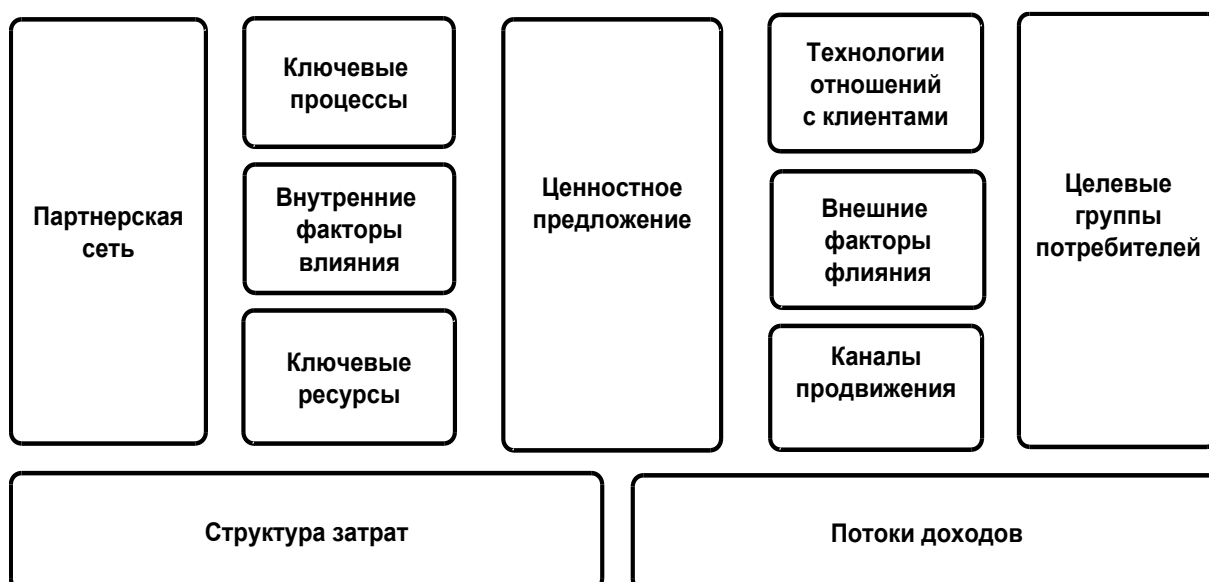 Партнерская
сеть
Ключевые
процессы
Внутренние
факторы
влияния
Ключевые
ресурсы
Ценностное
предложение
Технологии
отношений
с клиентами
Внешние
факторы
флияния
Каналы
продвижения
Целевые
группы
потребителей
Структура затрат
Потоки доходов